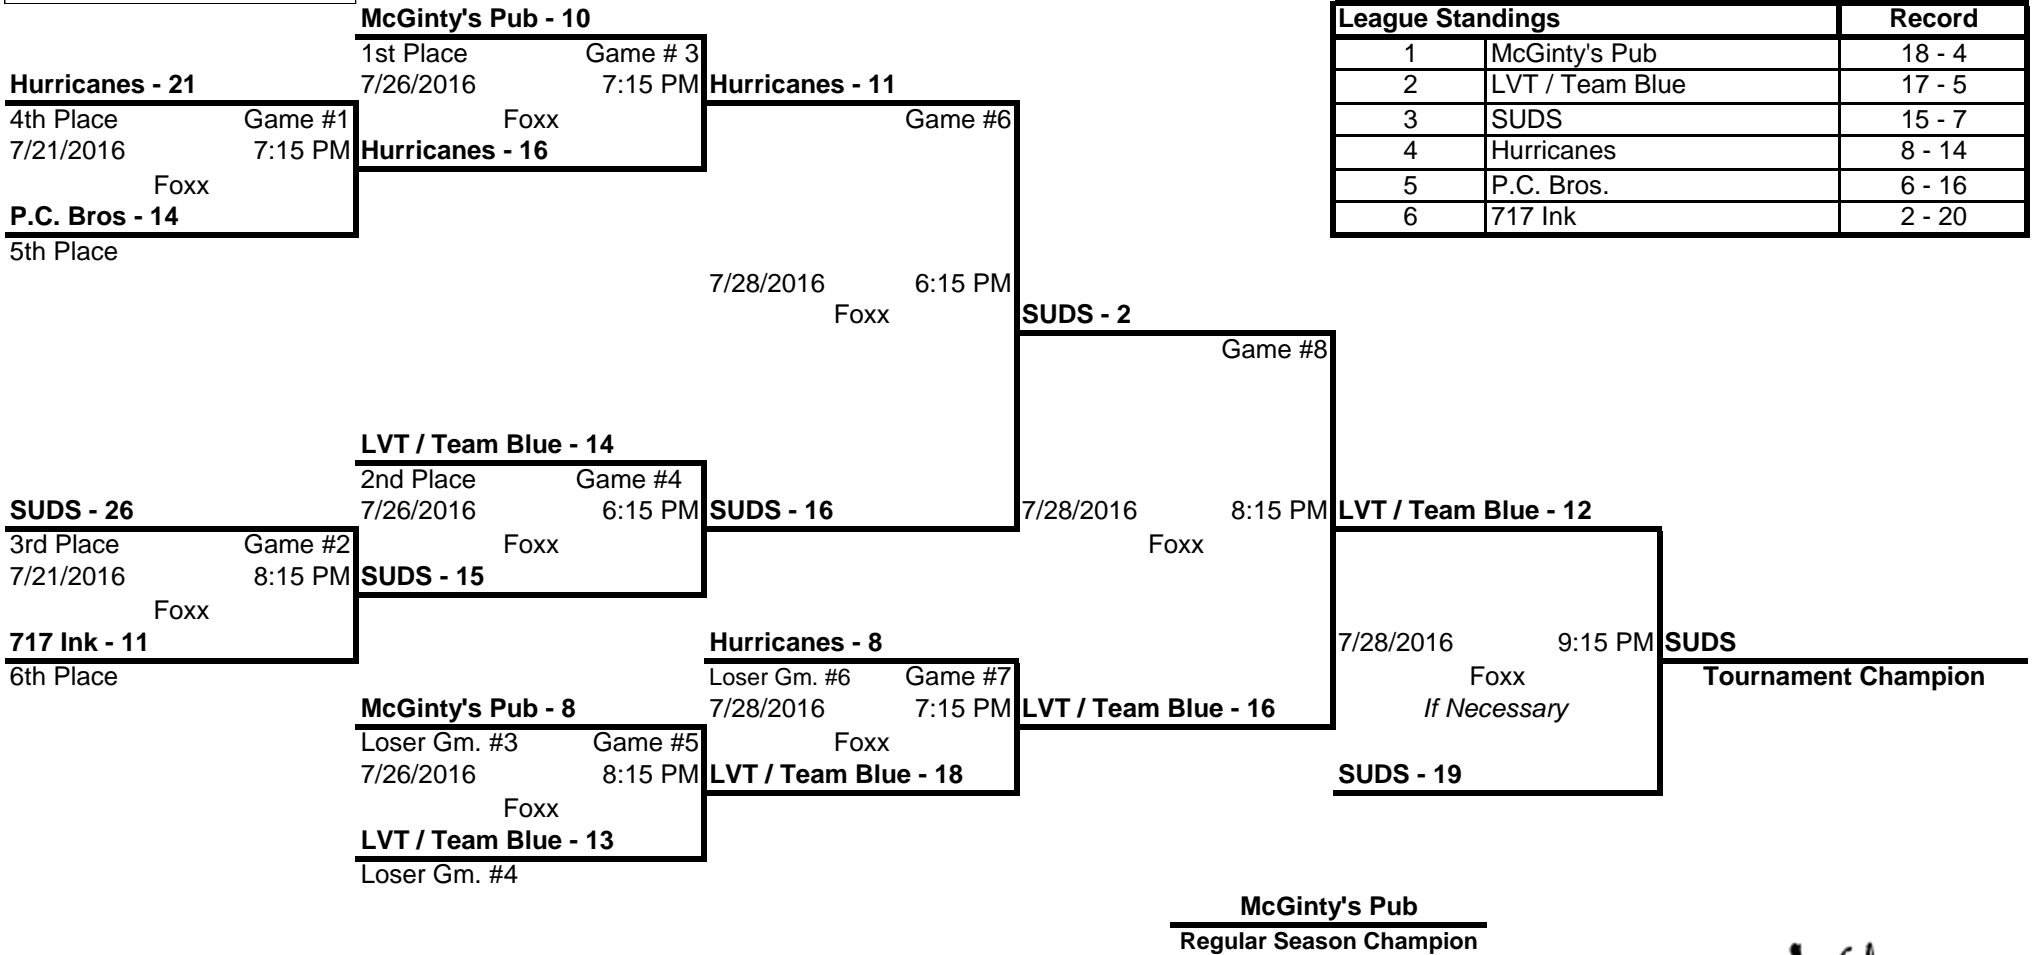 McGinty's Pub - 10
1st Place Game # 3
7/26/2016 7:15 PM
Foxx
Hurricanes - 16
Hurricanes - 21
4th Place Game #1
7/21/2016 7:15 PM
Foxx
P.C. Bros - 14
5th Place
Hurricanes - 11
Game #6
7/28/2016 6:15 PM
Foxx
League Standings Record
1 McGinty's Pub 18 - 4
2 LVT / Team Blue 17 - 5
3 SUDS 15 - 7
4 Hurricanes 8 - 14
5 P.C. Bros. 6 - 16
6 717 Ink 2 - 20
SUDS - 2
Game #8
7/28/2016 8:15 PM
Foxx
LVT / Team Blue - 14
2nd Place Game #4
7/26/2016 6:15 PM
Foxx
SUDS - 15
SUDS - 26
3rd Place Game #2
7/21/2016 8:15 PM
Foxx
717 Ink - 11
6th Place
SUDS - 16
LVT / Team Blue - 12
7/28/2016 9:15 PM
Foxx
If Necessary
SUDS - 19
SUDS
Tournament Champion
Hurricanes - 8
Loser Gm. #6 Game #7
7/28/2016 7:15 PM
Foxx
LVT / Team Blue - 18
LVT / Team Blue - 16
McGinty's Pub - 8
Loser Gm. #3 Game #5
7/26/2016 8:15 PM
Foxx
LVT / Team Blue - 13
Loser Gm. #4
McGinty's Pub
Regular Season Champion